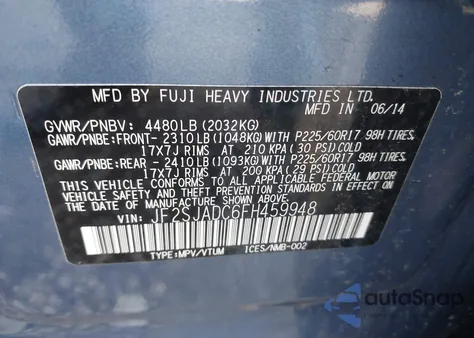 MFD BY FUJI HEAVY INDUSTRIES LTD. MFD IN 06/14
GVWR/PNBV: 4480LB (2032KG)
GAWR/PNBE: FRONT- 2310LB (1048KG) WITH P225/60R17 98H TIRES.
17X7J RIMS AT 210 KPA (30 PSI) COLD
GAWR/PNBE: REAR - 2410LB (1093KG) WITH P225/60R17 98H TIRES.
17X7J RIMS AT 200 KPA (29 PSI) COLD
THIS VEHICLE CONFORMS TO ALL APPLICABLE FEDERAL MOTOR
VEHICLE SAFETY STANDARDS IN EFFECT ON THE DATE OF
MANUFACTURE SHOWN ABOVE.
VIN: JF2SJADC6FH459948
TYPE:MPV/VTUM ICES/NMB-002
autoSnap